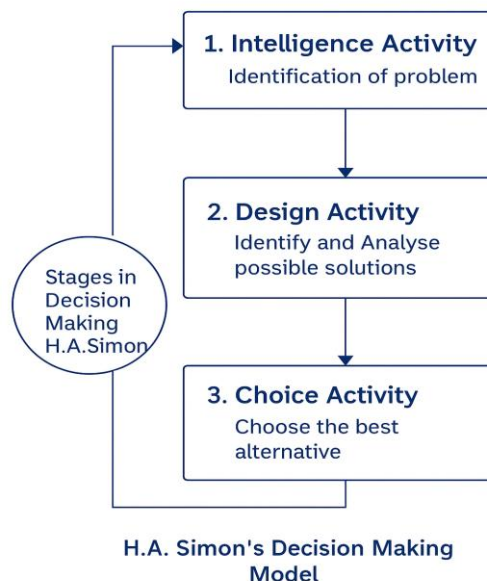 1. Intelligence Activity
Identification of problem
2. Design Activity
Identify and Analyse
possible solutions
Stages in
Decision
Making
H.A.Simon
3. Choice Activity
Choose the best
alternative
H.A. Simon's Decision Making
Model